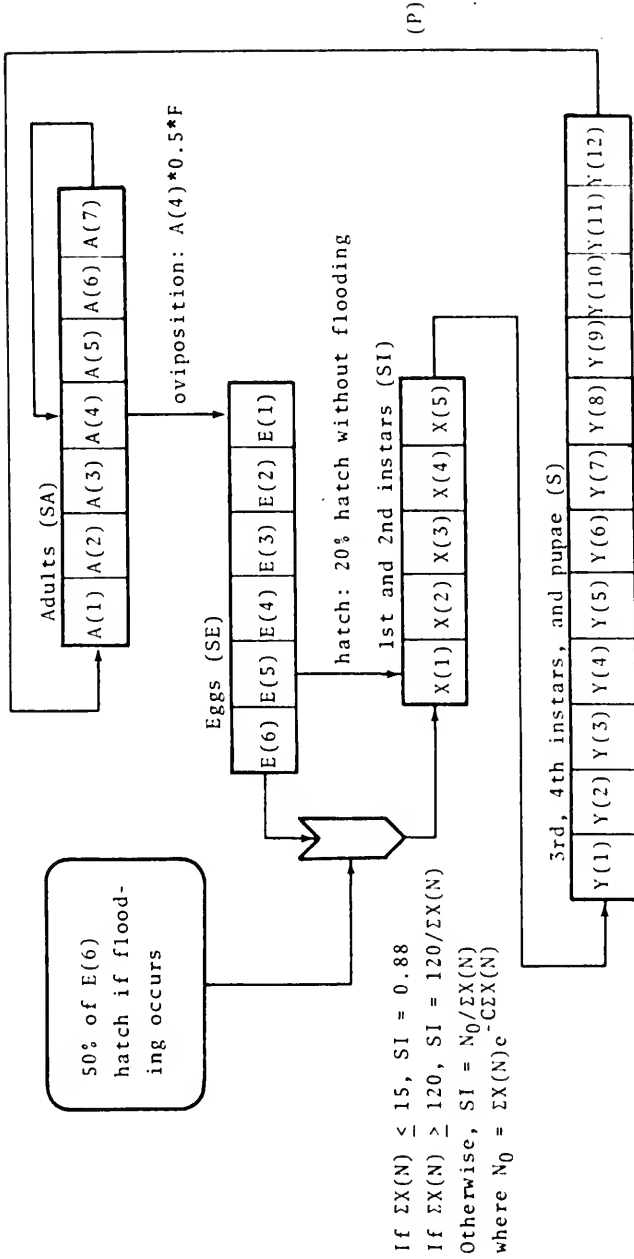 (P)
Adults (SA)
A(1) A(2) A(3) A(4) A(5) A(6) A(7)
oviposition: A(4)*0.5*F
Eggs (SE)
E(6) E(5) E(4) E(3) E(2) E(1)
50% of E(6)
hatch if flood-
ing occurs
hatch: 20% hatch without flooding
1st and 2nd instars (SI)
X(1) X(2) X(3) X(4) X(5)
If ΣX(N) ≤ 15, SI = 0.88
If ΣX(N) ≥ 120, SI = 120/ΣX(N)
Otherwise, SI = N₀/ΣX(N)
where N₀ = ΣX(N)e⁻CΣX(N)
3rd, 4th instars, and pupae (S)
Y(1) Y(2) Y(3) Y(4) Y(5) Y(6) Y(7) Y(8) Y(9) Y(10) Y(11) Y(12)